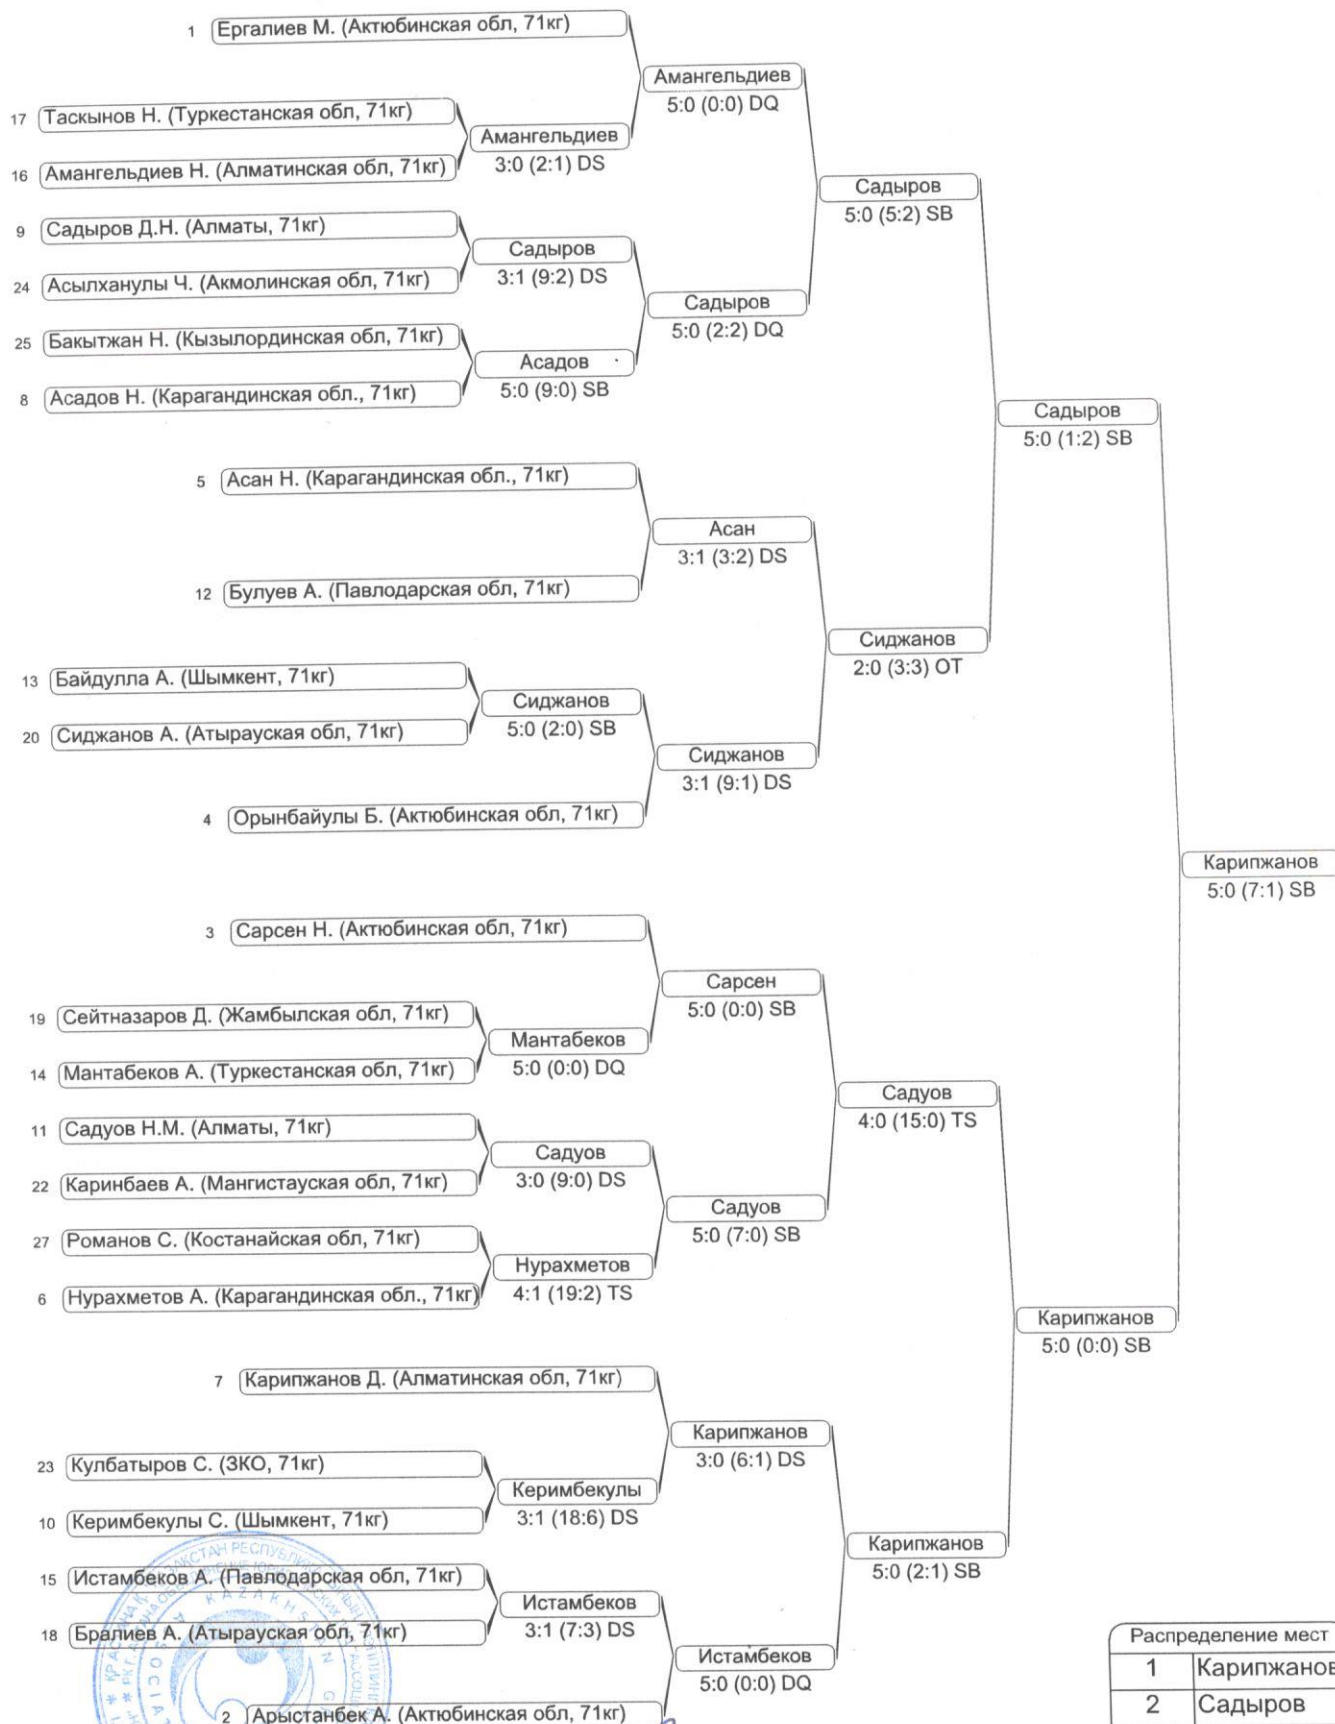 1 Ергалиев М. (Актюбинская обл, 71кг)
Амангельдиев
5:0 (0:0) DQ
17 Таскынов Н. (Туркестанская обл, 71кг)
Амангельдиев
3:0 (2:1) DS
16 Амангельдиев Н. (Алматинская обл, 71кг)
Садыров
5:0 (5:2) SB
9 Садыров Д.Н. (Алматы, 71кг)
Садыров
3:1 (9:2) DS
24 Асылханулы Ч. (Акмолинская обл, 71кг)
Садыров
5:0 (2:2) DQ
25 Бакытжан Н. (Кызылординская обл, 71кг)
Асадов
5:0 (9:0) SB
8 Асадов Н. (Карагандинская обл., 71кг)
Садыров
5:0 (1:2) SB
5 Асан Н. (Карагандинская обл., 71кг)
Асан
3:1 (3:2) DS
12 Булуев А. (Павлодарская обл, 71кг)
Сиджанов
2:0 (3:3) OT
13 Байдулла А. (Шымкент, 71кг)
Сиджанов
5:0 (2:0) SB
20 Сиджанов А. (Атырауская обл, 71кг)
Сиджанов
3:1 (9:1) DS
4 Орынбайулы Б. (Актюбинская обл, 71кг)
Карипжанов
5:0 (7:1) SB
3 Сарсен Н. (Актюбинская обл, 71кг)
Сарсен
5:0 (0:0) SB
19 Сейтназаров Д. (Жамбылская обл, 71кг)
Мантабеков
5:0 (0:0) DQ
14 Мантабеков А. (Туркестанская обл, 71кг)
Садуов
4:0 (15:0) TS
11 Садуов Н.М. (Алматы, 71кг)
Садуов
3:0 (9:0) DS
22 Каринбаев А. (Мангистауская обл, 71кг)
Садуов
5:0 (7:0) SB
27 Романов С. (Костанайская обл, 71кг)
Нурахметов
4:1 (19:2) TS
6 Нурахметов А. (Карагандинская обл., 71кг)
Карипжанов
5:0 (0:0) SB
7 Карипжанов Д. (Алматинская обл, 71кг)
Карипжанов
3:0 (6:1) DS
23 Кулбатыров С. (ЗКО, 71кг)
Керимбекулы
3:1 (18:6) DS
10 Керимбекулы С. (Шымкент, 71кг)
Карипжанов
5:0 (2:1) SB
15 Истамбеков А. (Павлодарская обл, 71кг)
Истамбеков
3:1 (7:3) DS
18 Бралиев А. (Атырауская обл, 71кг)
Истамбеков
5:0 (0:0) DQ
2 Арыстанбек А. (Актюбинская обл, 71кг)
Распределение мест
1 Карипжанов
2 Садыров